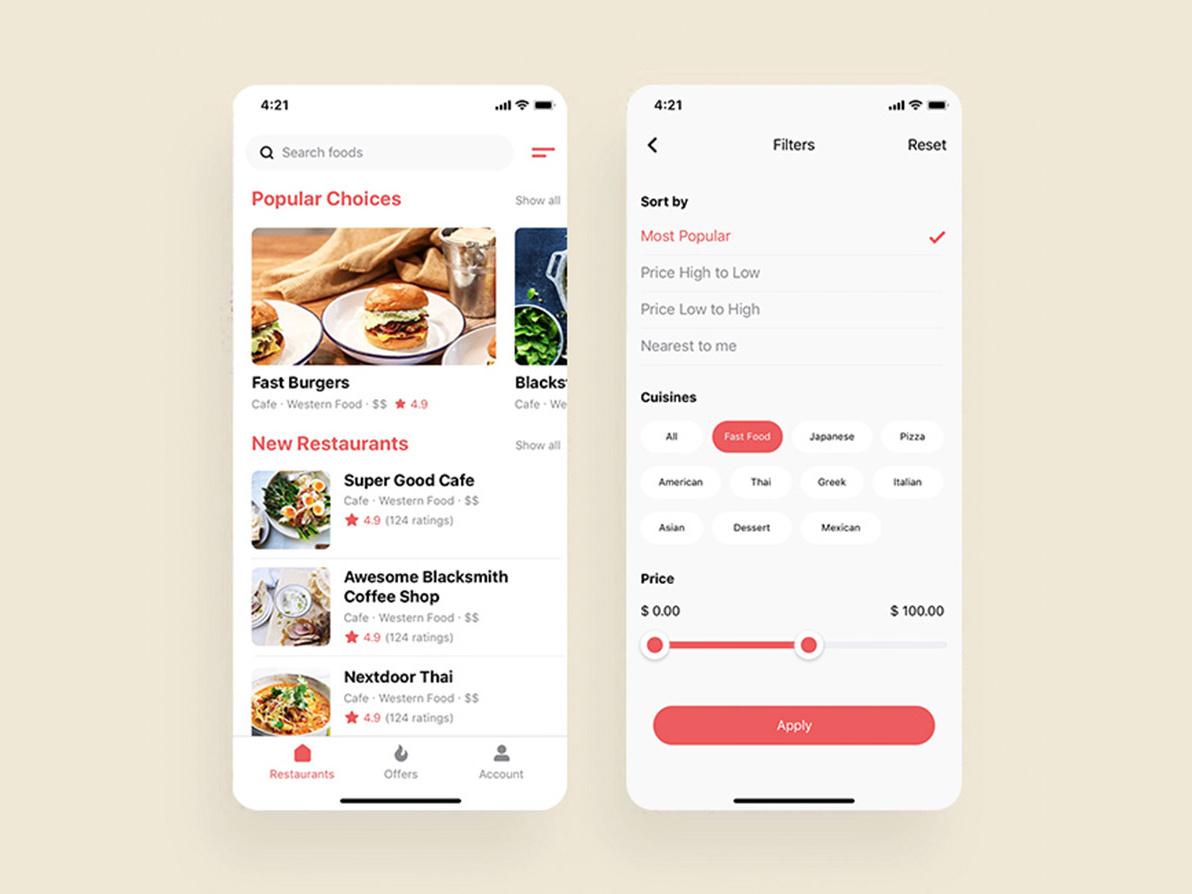 4:21
Search foods
Popular Choices
Show all
Fast Burgers
Cafe · Western Food · $$ 4.9
Cafe · We
New Restaurants
Show all
Super Good Cafe
Cafe · Western Food · $$
4.9 (124 ratings)
Awesome Blacksmith
Coffee Shop
Cafe · Western Food · $$
4.9 (124 ratings)
Nextdoor Thai
Cafe · Western Food · $$
4.9 (124 ratings)
Restaurants
Offers
Account
4:21
Filters
Reset
Sort by
Most Popular
Price High to Low
Price Low to High
Nearest to me
Cuisines
All
Fast Food
Japanese
Pizza
American
Thai
Greek
Italian
Asian
Dessert
Mexican
Price
$ 0.00
$ 100.00
Apply